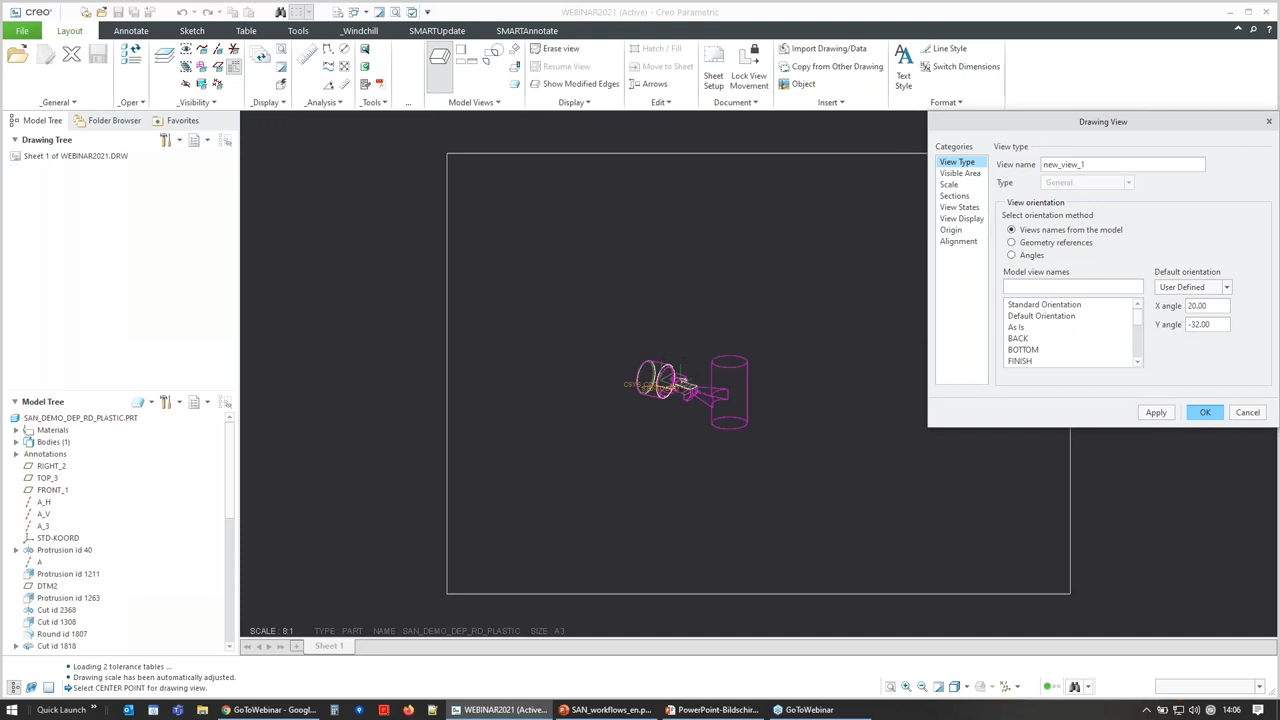 creo
WEBINAR2021 (Active) - Creo Parametric
File
Layout
Annotate
Sketch
Table
Tools
_Windchill
SMARTUpdate
SMARTAnnotate
Erase view
Resume View
Show Modified Edges
Hatch / Fill
Move to Sheet
Arrows
Sheet Setup
Lock View Movement
Import Drawing/Data
Copy from Other Drawing
Object
Text Style
Line Style
Switch Dimensions
_General
_Oper
_Visibility
_Display
_Analysis
_Tools
...
Model Views
Display
Edit
Document
Insert
Format
Model Tree
Folder Browser
Favorites
Drawing Tree
Sheet 1 of WEBINAR2021.DRW
Model Tree
SAN_DEMO_DEP_RD_PLASTIC.PRT
Materials
Bodies (1)
Annotations
RIGHT_2
TOP_3
FRONT_1
A_H
A_V
A_3
STD-KOORD
Protrusion id 40
A
Protrusion id 1211
DTM2
Protrusion id 1263
Cut id 2368
Cut id 1308
Round id 1807
Cut id 1818
Drawing View
Categories
View Type
Visible Area
Scale
Sections
View States
View Display
Origin
Alignment
View type
View name
new_view_1
Type
General
View orientation
Select orientation method
Views names from the model
Geometry references
Angles
Model view names
Default orientation
User Defined
Standard Orientation
Default Orientation
As Is
BACK
BOTTOM
FINISH
X angle
20.00
Y angle
-32.00
Apply
OK
Cancel
SCALE : 8:1
TYPE : PART
NAME : SAN_DEMO_DEP_RD_PLASTIC
SIZE : A3
Sheet 1
Loading 2 tolerance tables ...
Drawing scale has been automatically adjusted.
Select CENTER POINT for drawing view.
Quick Launch
GoToWebinar - Googl...
WEBINAR2021 (Active...
SAN_workflows_en.p...
PowerPoint-Bildschir...
GoToWebinar
14:06